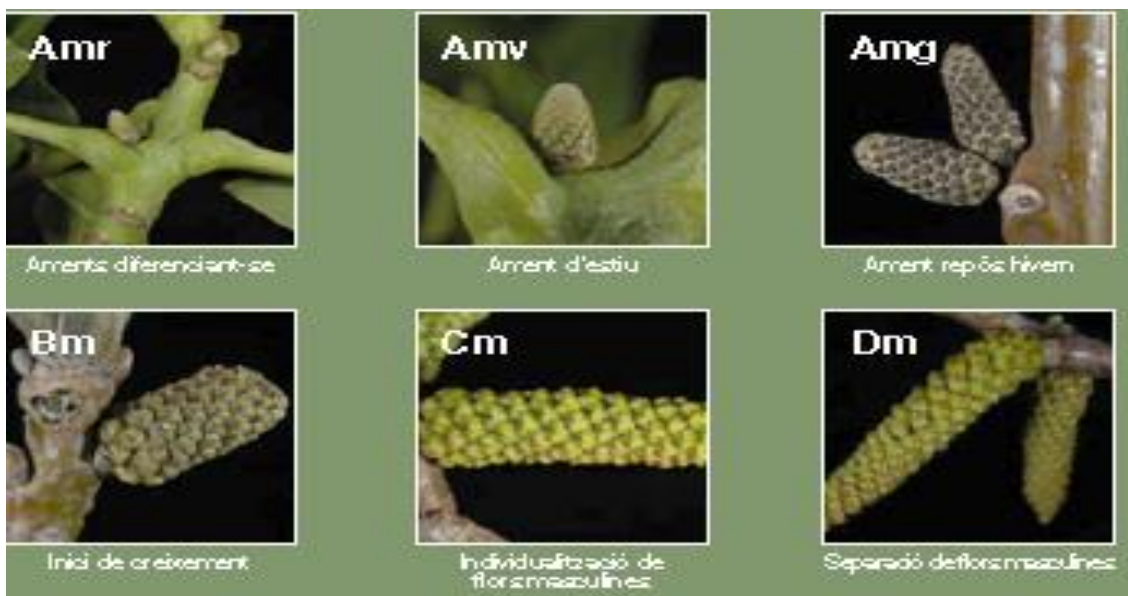 Amr
Amv
Amg
Aments diferenciant-se
Ament d'estiu
Ament repòs hivern
Bm
Cm
Dm
Inici de creixement
Individualització de
flors masculines
Separació de flors masculines